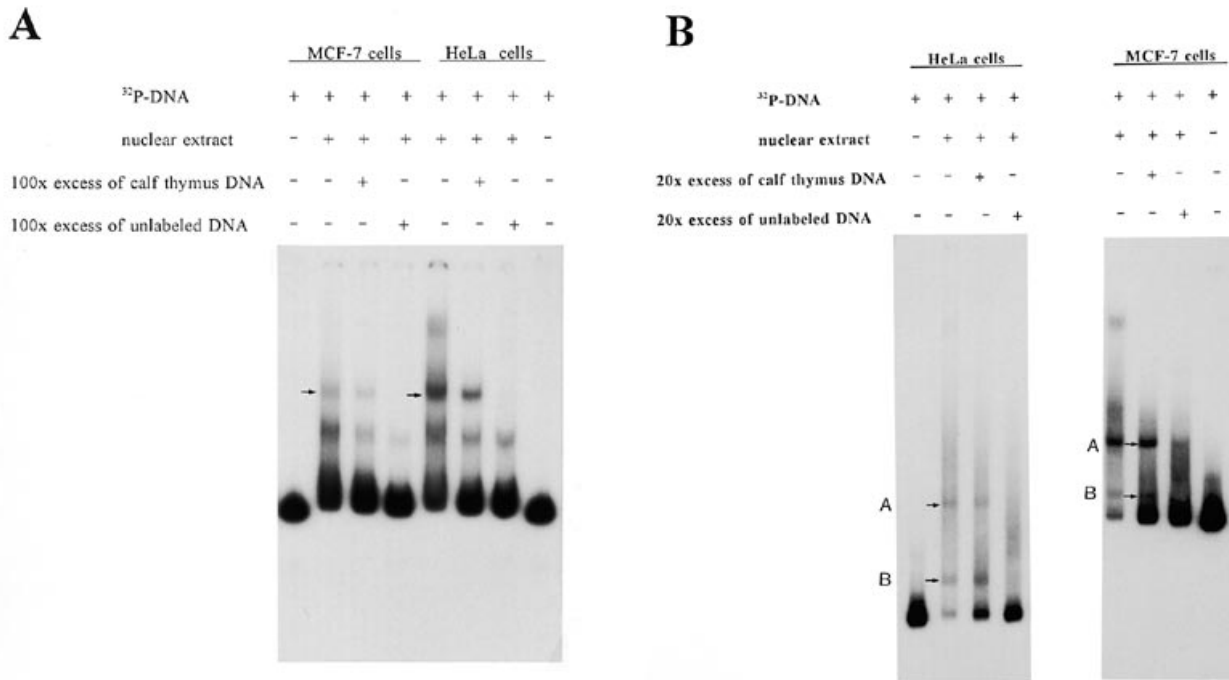 A
MCF-7 cells HeLa cells
³²P-DNA + + + + + + + +
nuclear extract - + + + + + + -
100x excess of calf thymus DNA - - + - - + - -
100x excess of unlabeled DNA - - - + - - + -
B
HeLa cells MCF-7 cells
³²P-DNA + + + + + + + +
nuclear extract - + + + + + + -
20x excess of calf thymus DNA - - + - - + - -
20x excess of unlabeled DNA - - - + - - + -
A
B
A
B